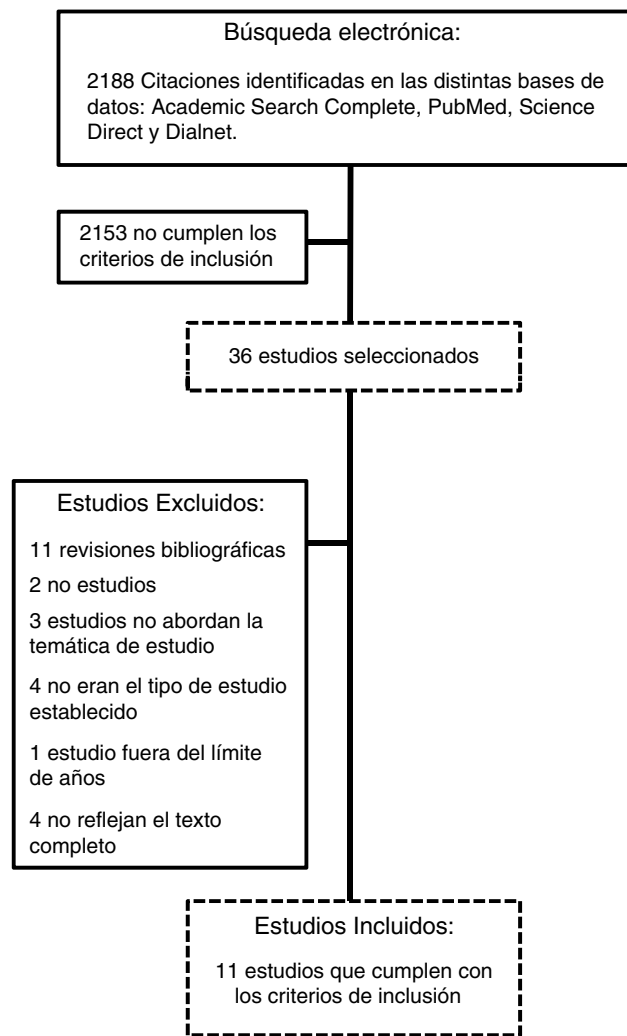 Búsqueda electrónica:
2188 Citaciones identificadas en las distintas bases de
datos: Academic Search Complete, PubMed, Science
Direct y Dialnet.
2153 no cumplen los
criterios de inclusión
36 estudios seleccionados
Estudios Excluidos:
11 revisiones bibliográficas
2 no estudios
3 estudios no abordan la
temática de estudio
4 no eran el tipo de estudio
establecido
1 estudio fuera del límite
de años
4 no reflejan el texto
completo
Estudios Incluidos:
11 estudios que cumplen con
los criterios de inclusión